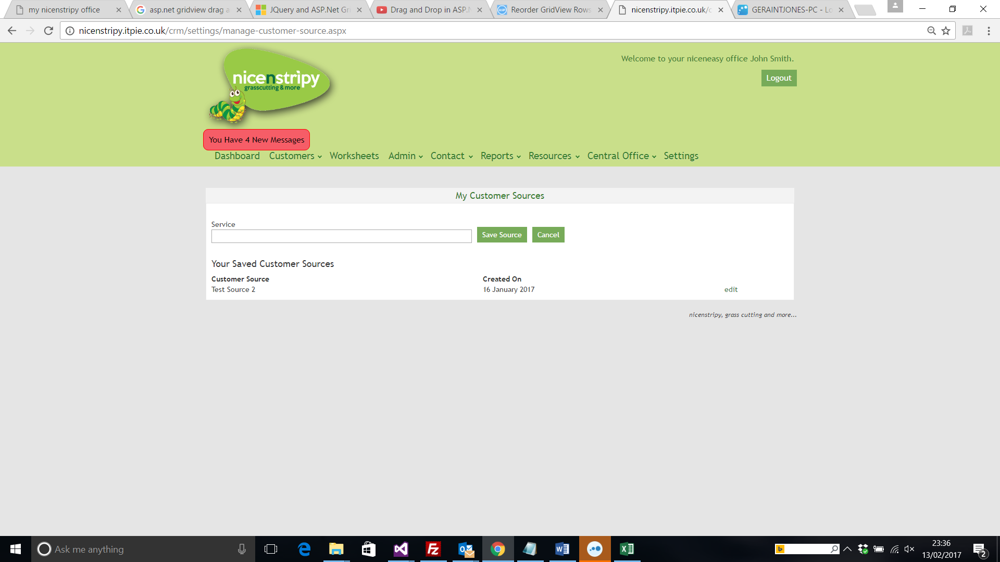 my nicenstripy office
asp.net gridview drag a
JQuery and ASP.Net Gri
Drag and Drop in ASP.N
Reorder GridView Rows
nicenstripy.itpie.co.uk/c
GERAINTJONES-PC - Lo
nicenstripy.itpie.co.uk/crm/settings/manage-customer-source.aspx
nicenstripy
grasscutting & more
Welcome to your niceneasy office John Smith.
Logout
You Have 4 New Messages
Dashboard Customers Worksheets Admin Contact Reports Resources Central Office Settings
My Customer Sources
Service
Save Source Cancel
Your Saved Customer Sources
Customer Source Created On
Test Source 2 16 January 2017 edit
nicenstripy, grass cutting and more...
Ask me anything
23:36
13/02/2017
2